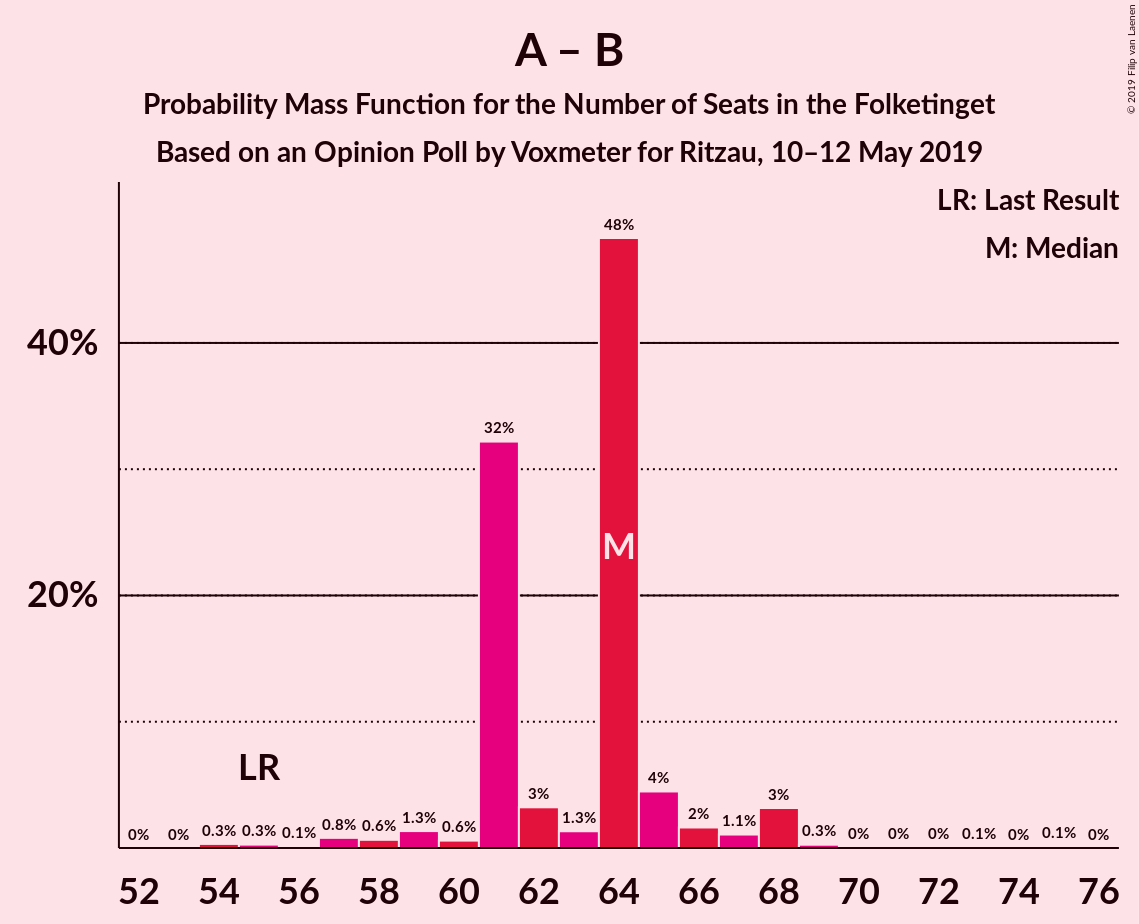 © 2019 Filip van Laenen
A – B
Probability Mass Function for the Number of Seats in the Folketinget
Based on an Opinion Poll by Voxmeter for Ritzau, 10–12 May 2019
LR: Last Result
M: Median
40%
20%
0% 0% 0.3% 0.3% 0.1% 0.8% 0.6% 1.3% 0.6% 32% 3% 1.3% 48% 4% 2% 1.1% 3% 0.3% 0% 0% 0% 0.1% 0% 0.1% 0%
LR
M
52 54 56 58 60 62 64 66 68 70 72 74 76